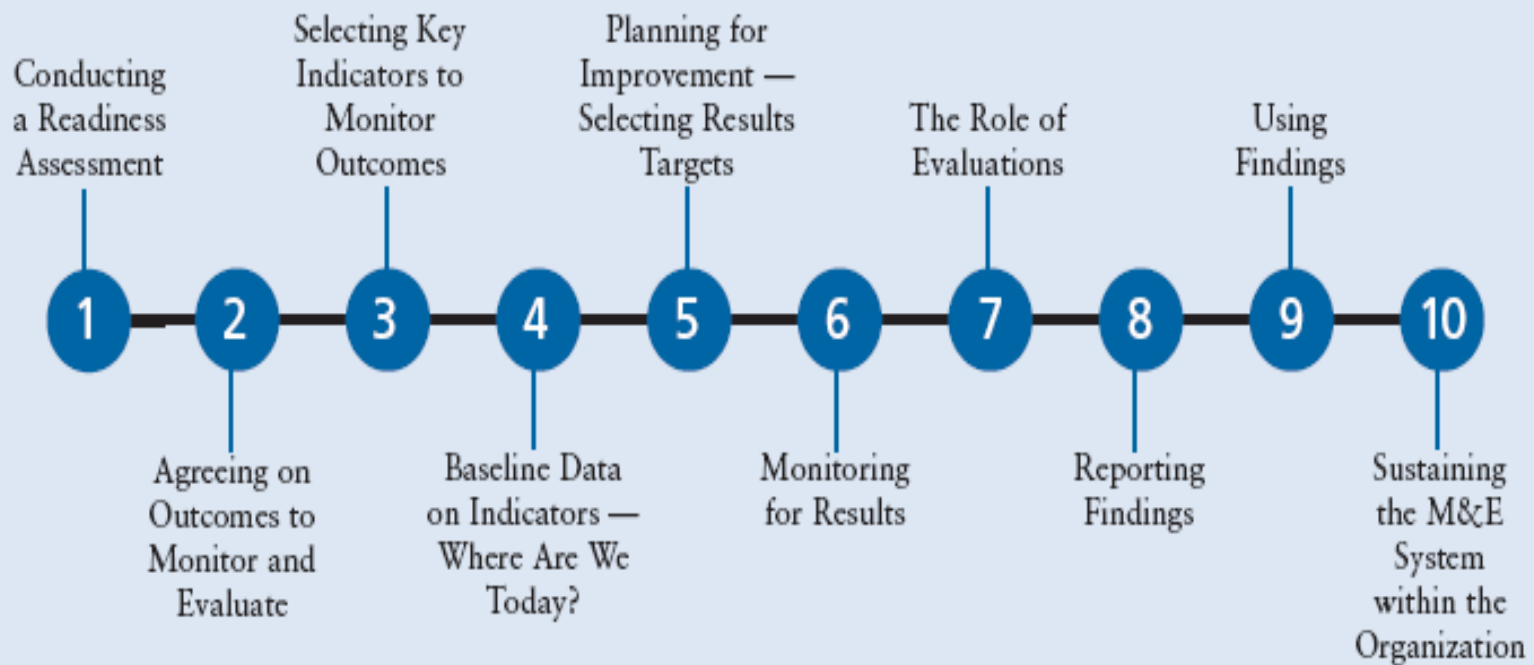 Conducting
a Readiness
Assessment
Selecting Key
Indicators to
Monitor
Outcomes
Planning for
Improvement —
Selecting Results
Targets
The Role of
Evaluations
Using
Findings
1
2
3
4
5
6
7
8
9
10
Agreeing on
Outcomes to
Monitor and
Evaluate
Baseline Data
on Indicators —
Where Are We
Today?
Monitoring
for Results
Reporting
Findings
Sustaining
the M&E
System
within the
Organization